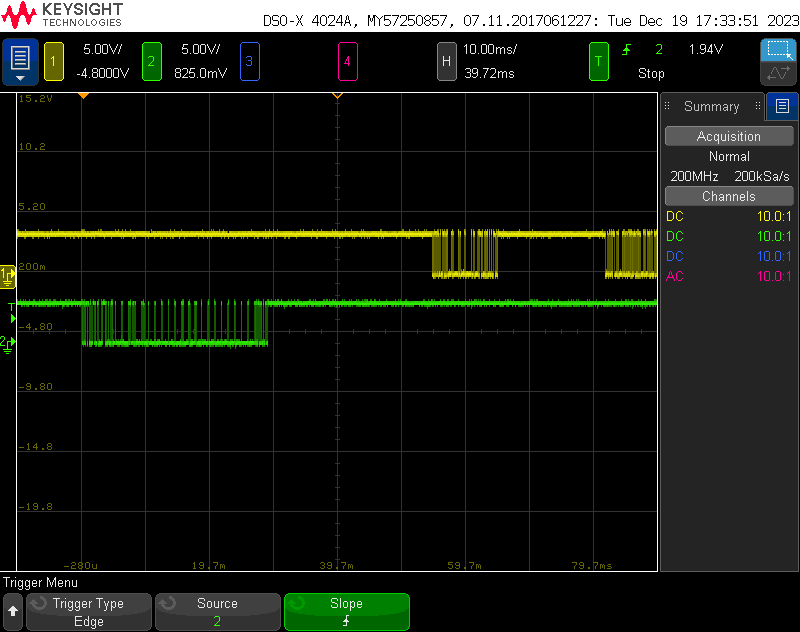 KEYSIGHT
TECHNOLOGIES
DSO-X 4024A, MY57250857, 07.11.2017061227: Tue Dec 19 17:33:51 2023
1 5.00V/ 2 5.00V/ 3 4 H 10.00ms/ T 2 1.94V
-4.8000V 825.0mV 39.72ms Stop
15.2V
10.2
5.20
200m
-4.80
-9.80
-14.8
-19.8
1
T
2
-280u 19.7m 39.7m 59.7m 79.7ms
Summary
Acquisition
Normal
200MHz 200kSa/s
Channels
DC 10.0:1
DC 10.0:1
DC 10.0:1
AC 10.0:1
Trigger Menu
Trigger Type Source Slope
Edge 2